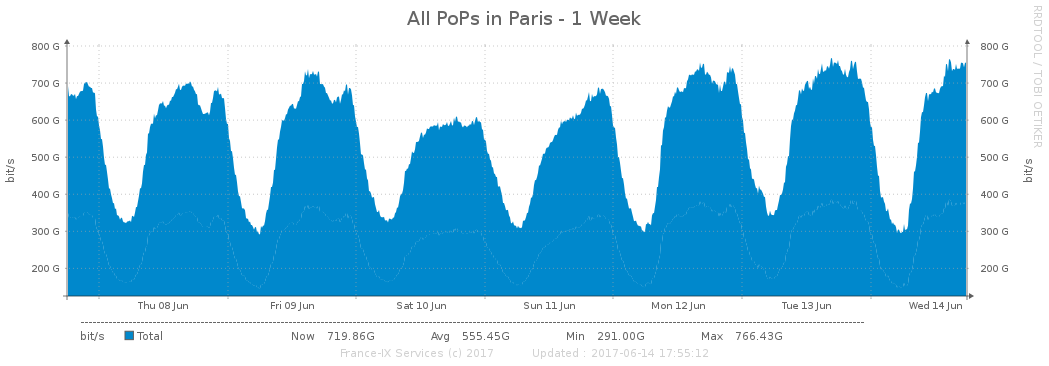 All PoPs in Paris - 1 Week
RRDTOOL / TOBI OETIKER
bit/s
bit/s
800 G 800 G
700 G 700 G
600 G 600 G
500 G 500 G
400 G 400 G
300 G 300 G
200 G 200 G
Thu 08 Jun Fri 09 Jun Sat 10 Jun Sun 11 Jun Mon 12 Jun Tue 13 Jun Wed 14 Jun
bit/s Total Now 719.86G Avg 555.45G Min 291.00G Max 766.43G
France-IX Services (c) 2017 Updated : 2017-06-14 17:55:12